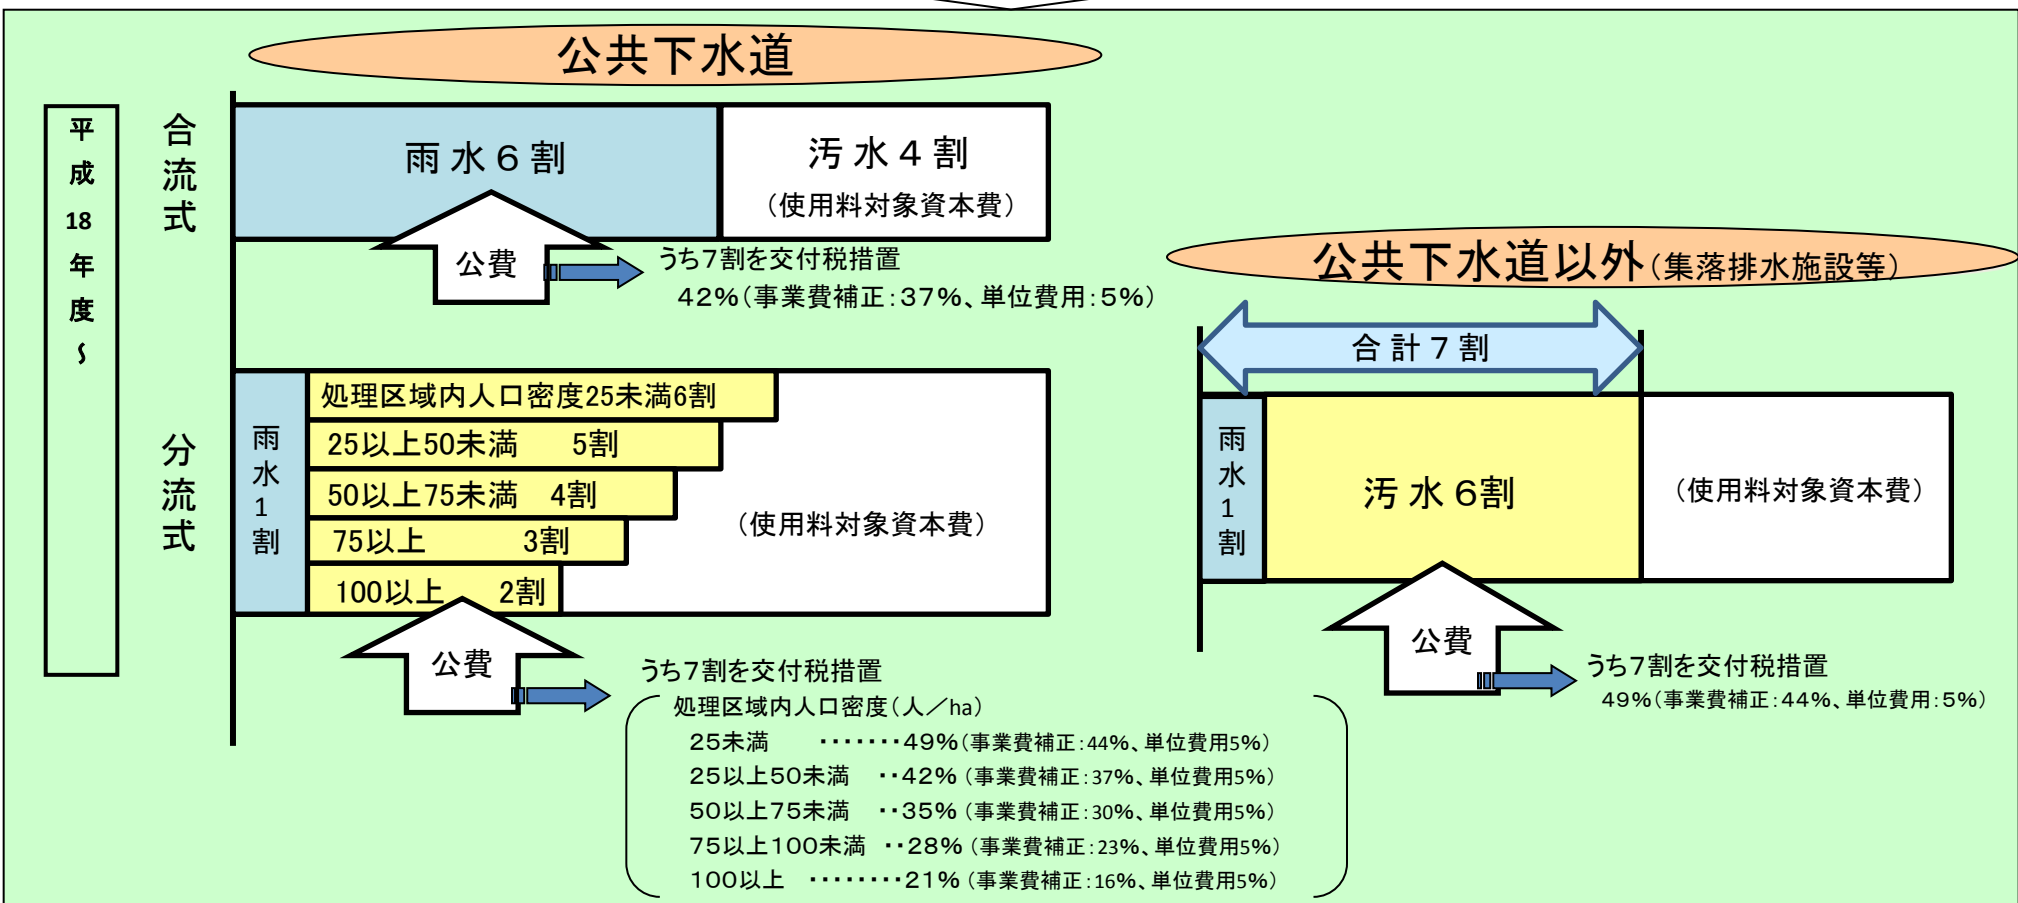 公共下水道
平成18年度～
合流式
雨水６割
汚水４割
（使用料対象資本費）
公費
うち７割を交付税措置
４２％（事業費補正：３７％、単位費用：５％）
分流式
雨水1割
処理区域内人口密度25未満6割
25以上50未満　5割
50以上75未満　4割
75以上　3割
100以上　2割
（使用料対象資本費）
公費
うち７割を交付税措置
処理区域内人口密度（人／ha）
２５未満　・・・・・・・４９％（事業費補正：44％、単位費用5％）
２５以上５０未満　・・４２％（事業費補正：37％、単位費用5％）
５０以上７５未満　・・３５％（事業費補正：30％、単位費用5％）
７５以上１００未満　・・２８％（事業費補正：23％、単位費用5％）
１００以上　・・・・・・・・２１％（事業費補正：16％、単位費用5％）
公共下水道以外（集落排水施設等）
合計７割
雨水1割
汚水6割
（使用料対象資本費）
公費
うち７割を交付税措置
４９％（事業費補正：４４％、単位費用：５％）